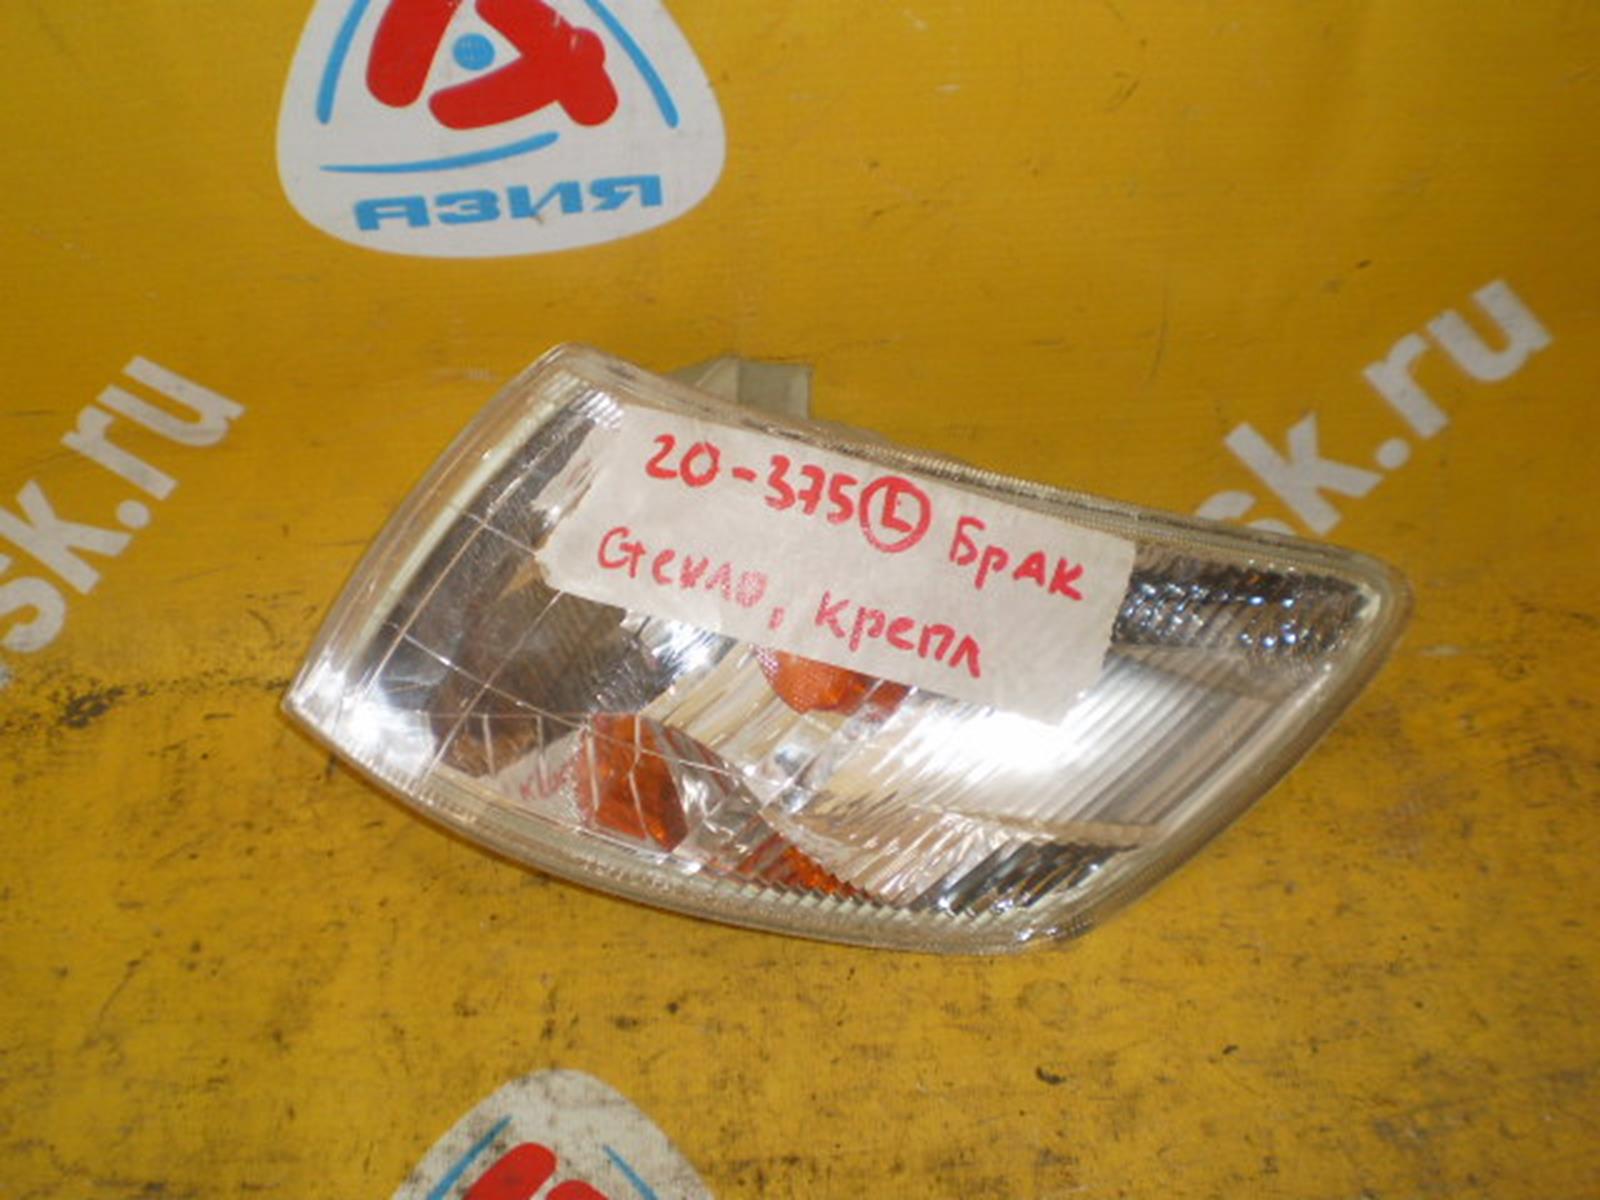 АЗИЯ
sk.ru
sk.ru
20-375 L Брак
Стекло, крепл